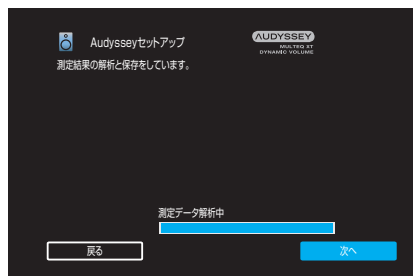 Audysseyセットアップ
AUDYSSEY
MULTEQ XT
DYNAMIC VOLUME
測定結果の解析と保存をしています。
測定データ解析中
戻る
次へ